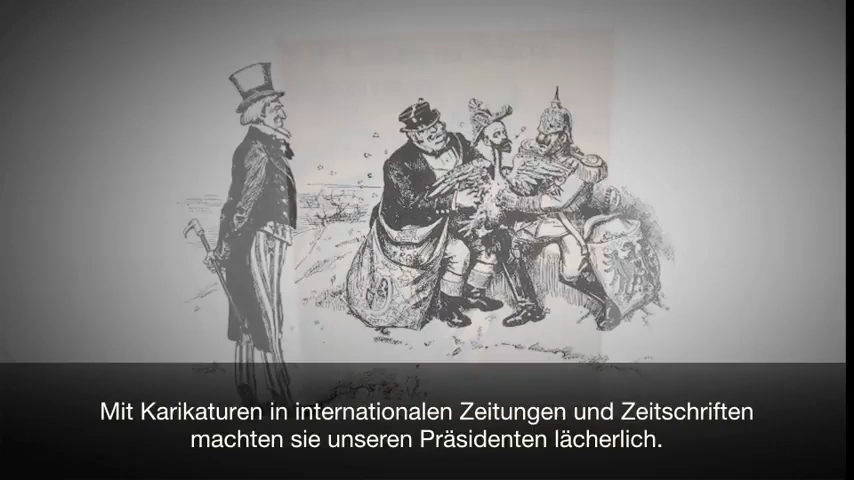 Mit Karikaturen in internationalen Zeitungen und Zeitschriften
machten sie unseren Präsidenten lächerlich.